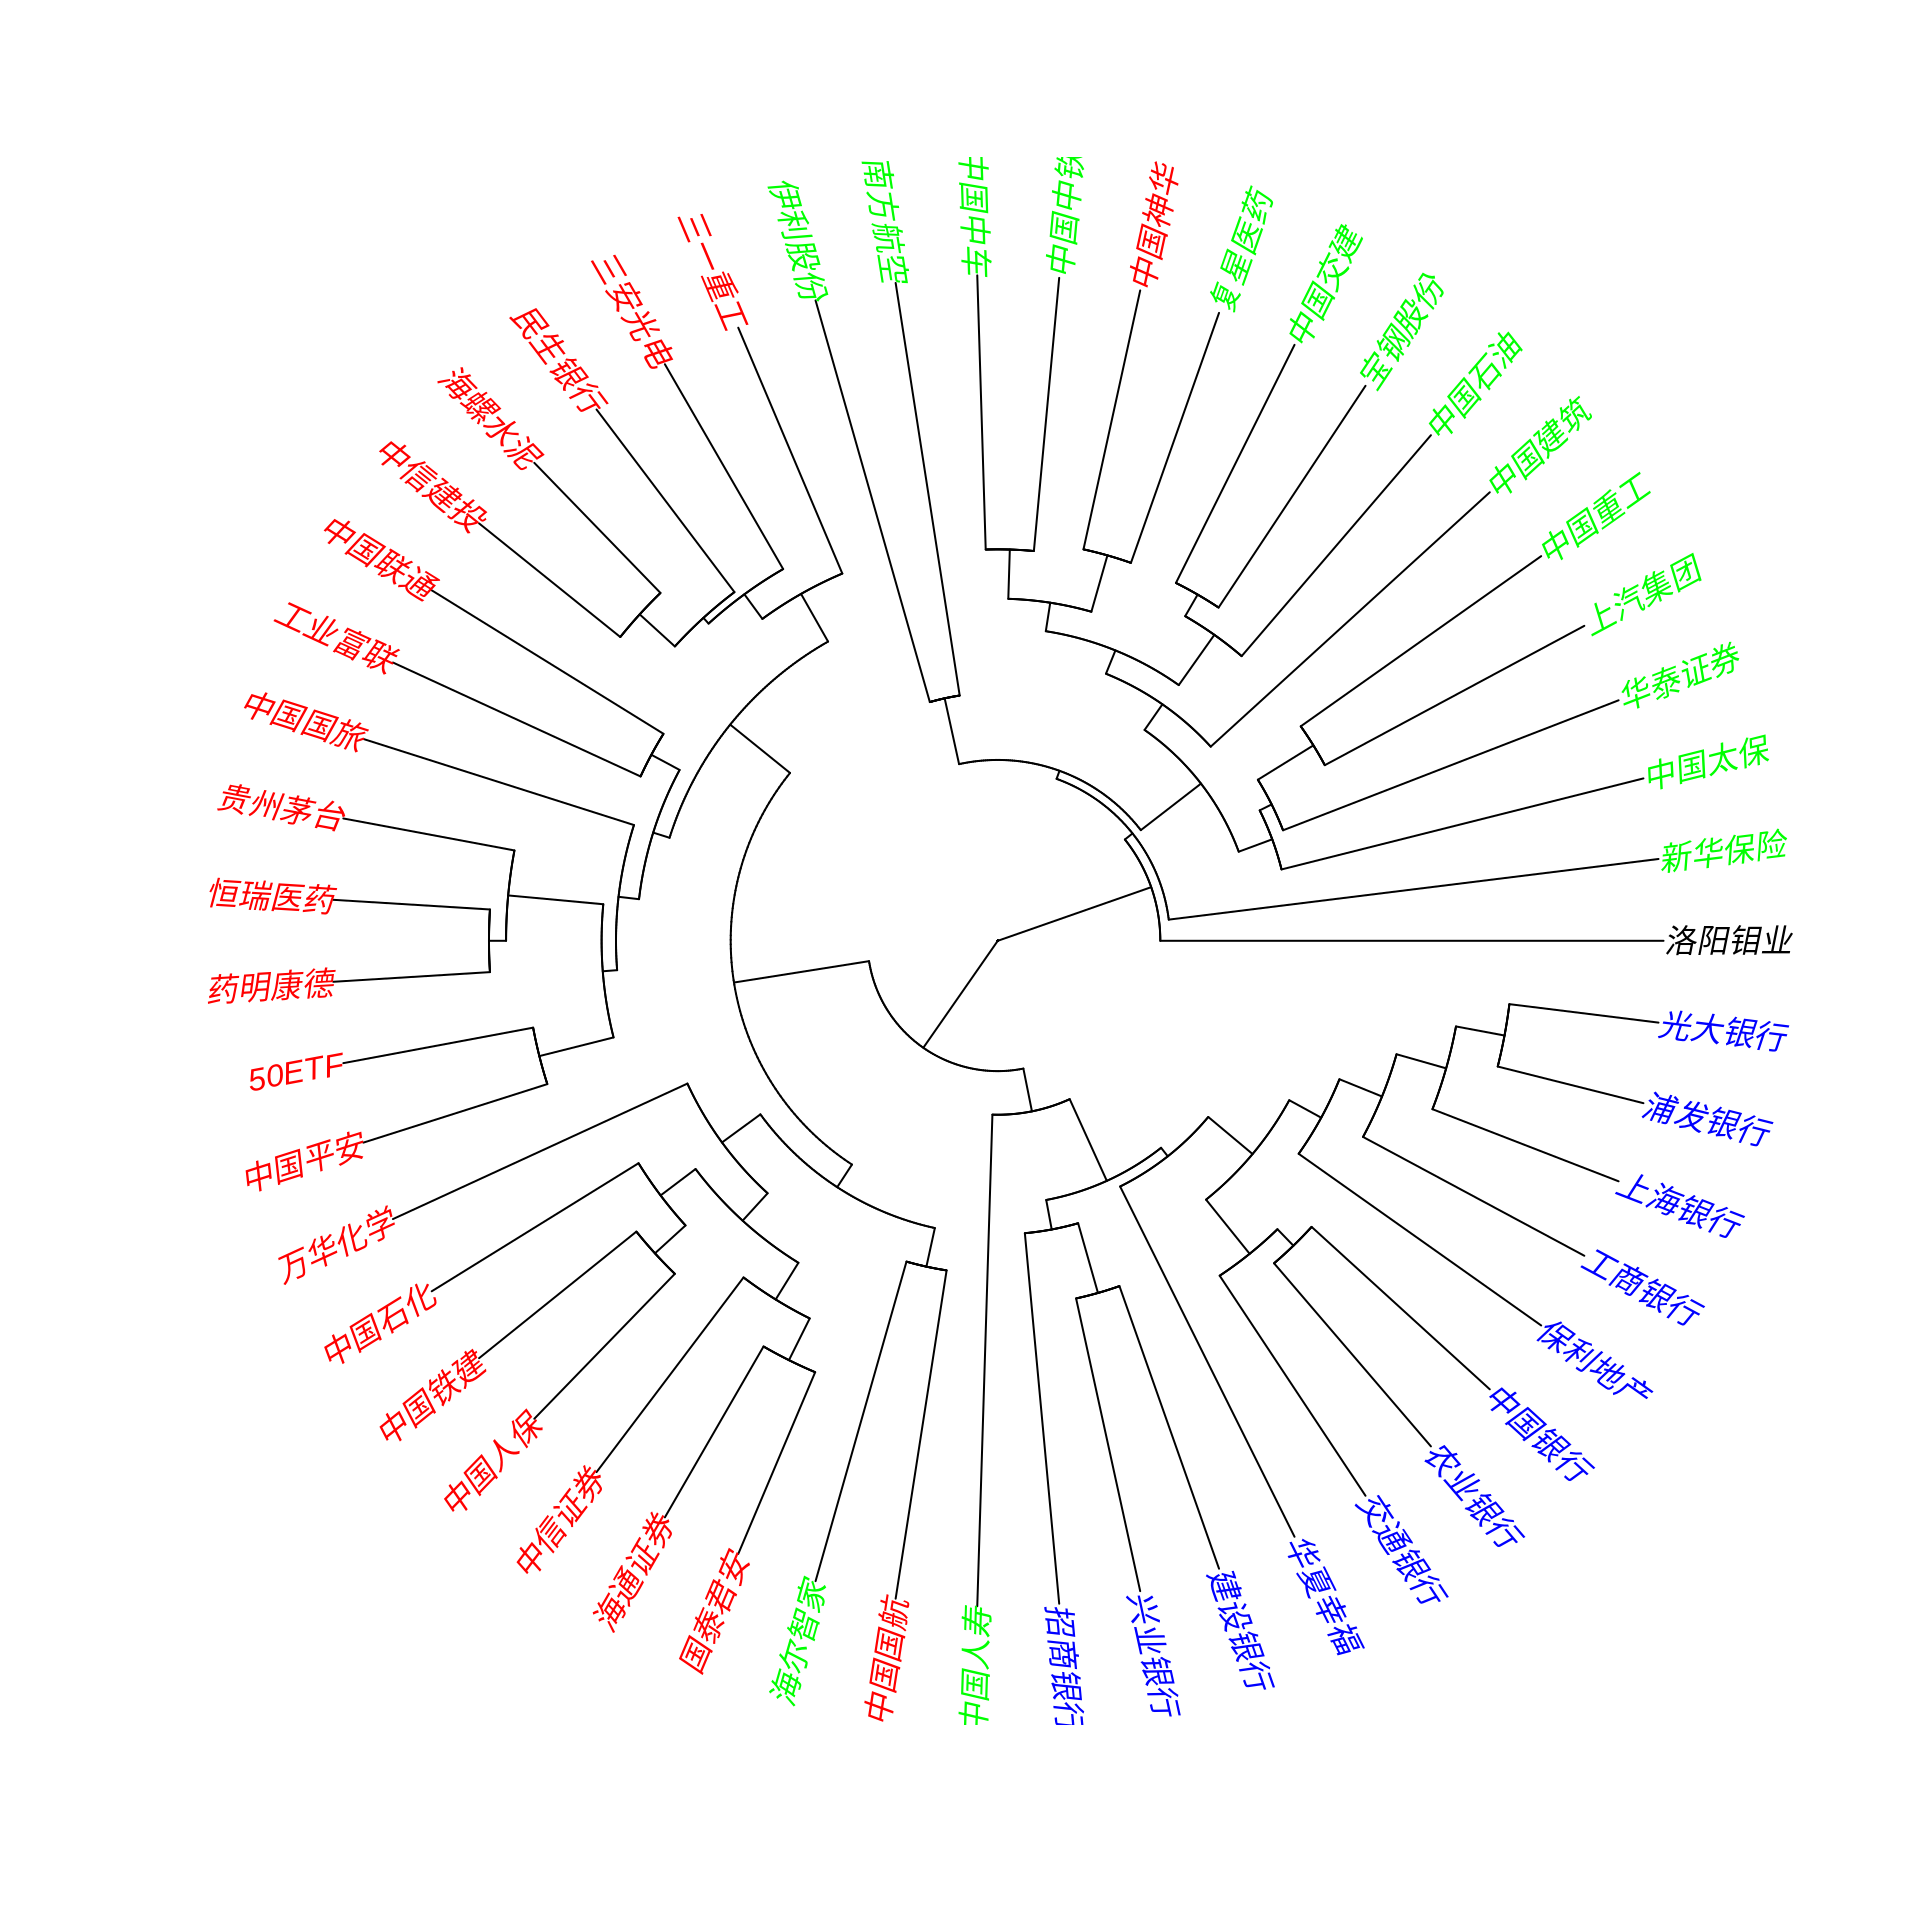 伊利股份
南方航空
中国中车
中国中铁
中国神华
复星医药
中国交建
宝钢股份
中国石油
中国建筑
中国重工
上汽集团
华泰证券
中国太保
新华保险
洛阳钼业
光大银行
浦发银行
上海银行
工商银行
保利地产
中国银行
农业银行
交通银行
华夏幸福
建设银行
兴业银行
招商银行
中国人寿
中国国航
海尔智家
国泰君安
海通证券
中信证券
中国人保
中国铁建
中国石化
万华化学
中国平安
50ETF
药明康德
恒瑞医药
贵州茅台
中国国旅
工业富联
中国联通
中信建投
海螺水泥
民生银行
三安光电
三一重工